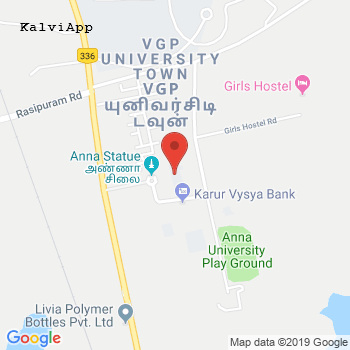 KalviApp
VGP
UNIVERSITY
TOWN
VGP
யுனிவர்சிடி
டவுன்
336
Rasipuram Rd
Girls Hostel
Girls Hostel Rd
Anna Statue
அண்ணா
சிலை
Karur Vysya Bank
Anna
University
Play Ground
Livia Polymer
Bottles Pvt. Ltd
Google
Map data ©2019 Google